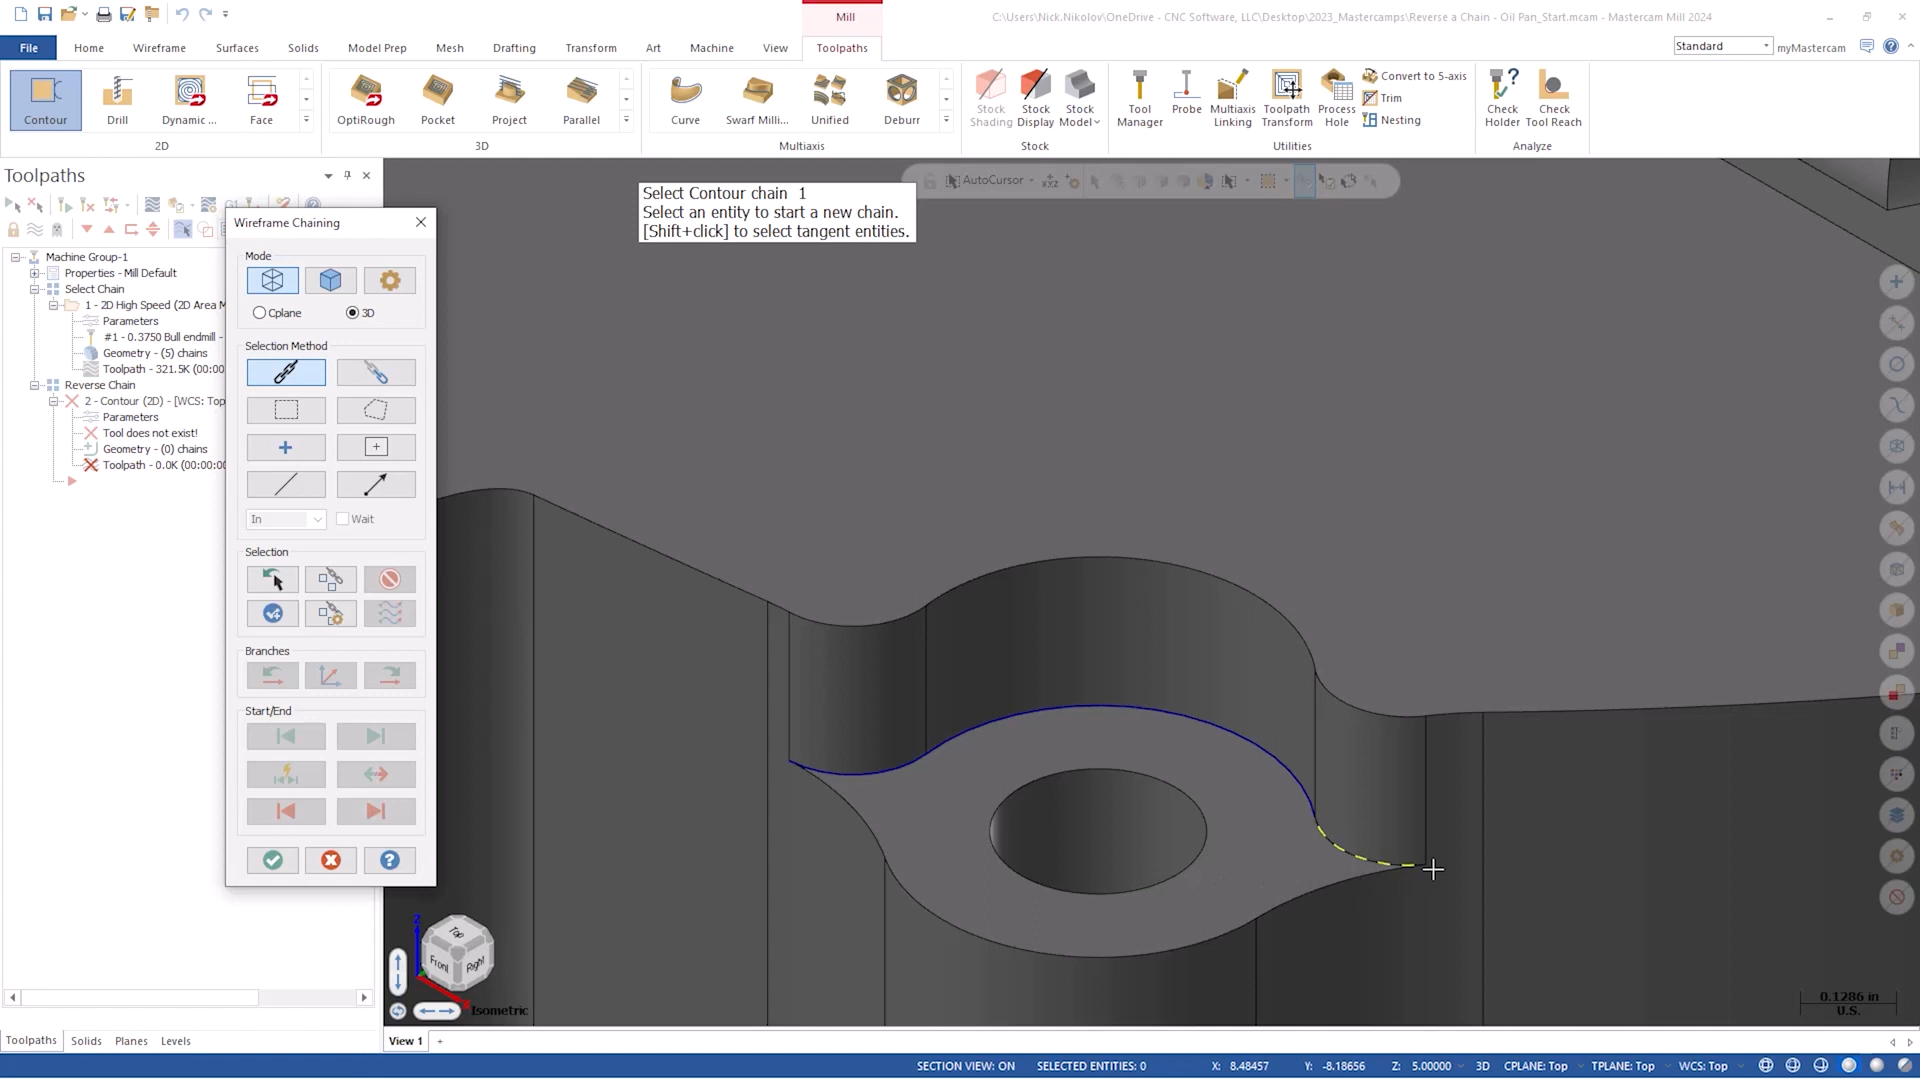 Mill
C:\Users\Nick.Nikolov\OneDrive - CNC Software, LLC\Desktop\2023_Mastercamps\Reverse a Chain - Oil Pan_Start.mcam - Mastercam Mill 2024
File Home Wireframe Surfaces Solids Model Prep Mesh Drafting Transform Art Machine View Toolpaths
Standard myMastercam
Contour Drill Dynamic ... Face
2D
OptiRough Pocket Project Parallel
3D
Curve Swarf Milli... Unified Deburr
Multiaxis
Stock Shading Stock Display Stock Model
Stock
Tool Manager Probe Multiaxis Linking Toolpath Transform Process Hole
Convert to 5-axis
Trim
Nesting
Utilities
Check Holder Check Tool Reach
Analyze
Toolpaths
AutoCursor
XYZ
G1
Select Contour chain 1
Select an entity to start a new chain.
[Shift+click] to select tangent entities.
Machine Group-1
Properties - Mill Default
Select Chain
1 - 2D High Speed (2D Area M
Parameters
#1 - 0.3750 Bull endmill -
Geometry - (5) chains
Toolpath - 321.5K (00:00
Reverse Chain
2 - Contour (2D) - [WCS: Top
Parameters
Tool does not exist!
Geometry - (0) chains
Toolpath - 0.0K (00:00:00
Wireframe Chaining
Mode
Cplane 3D
Selection Method
In Wait
Selection
Branches
Start/End
Z
Top
Front
Right
X
Isometric
0.1286 in
U.S.
Toolpaths Solids Planes Levels
View 1 +
SECTION VIEW: ON SELECTED ENTITIES: 0 X: 8.48457 Y: -8.18656 Z: 5.00000 3D CPLANE: Top TPLANE: Top WCS: Top